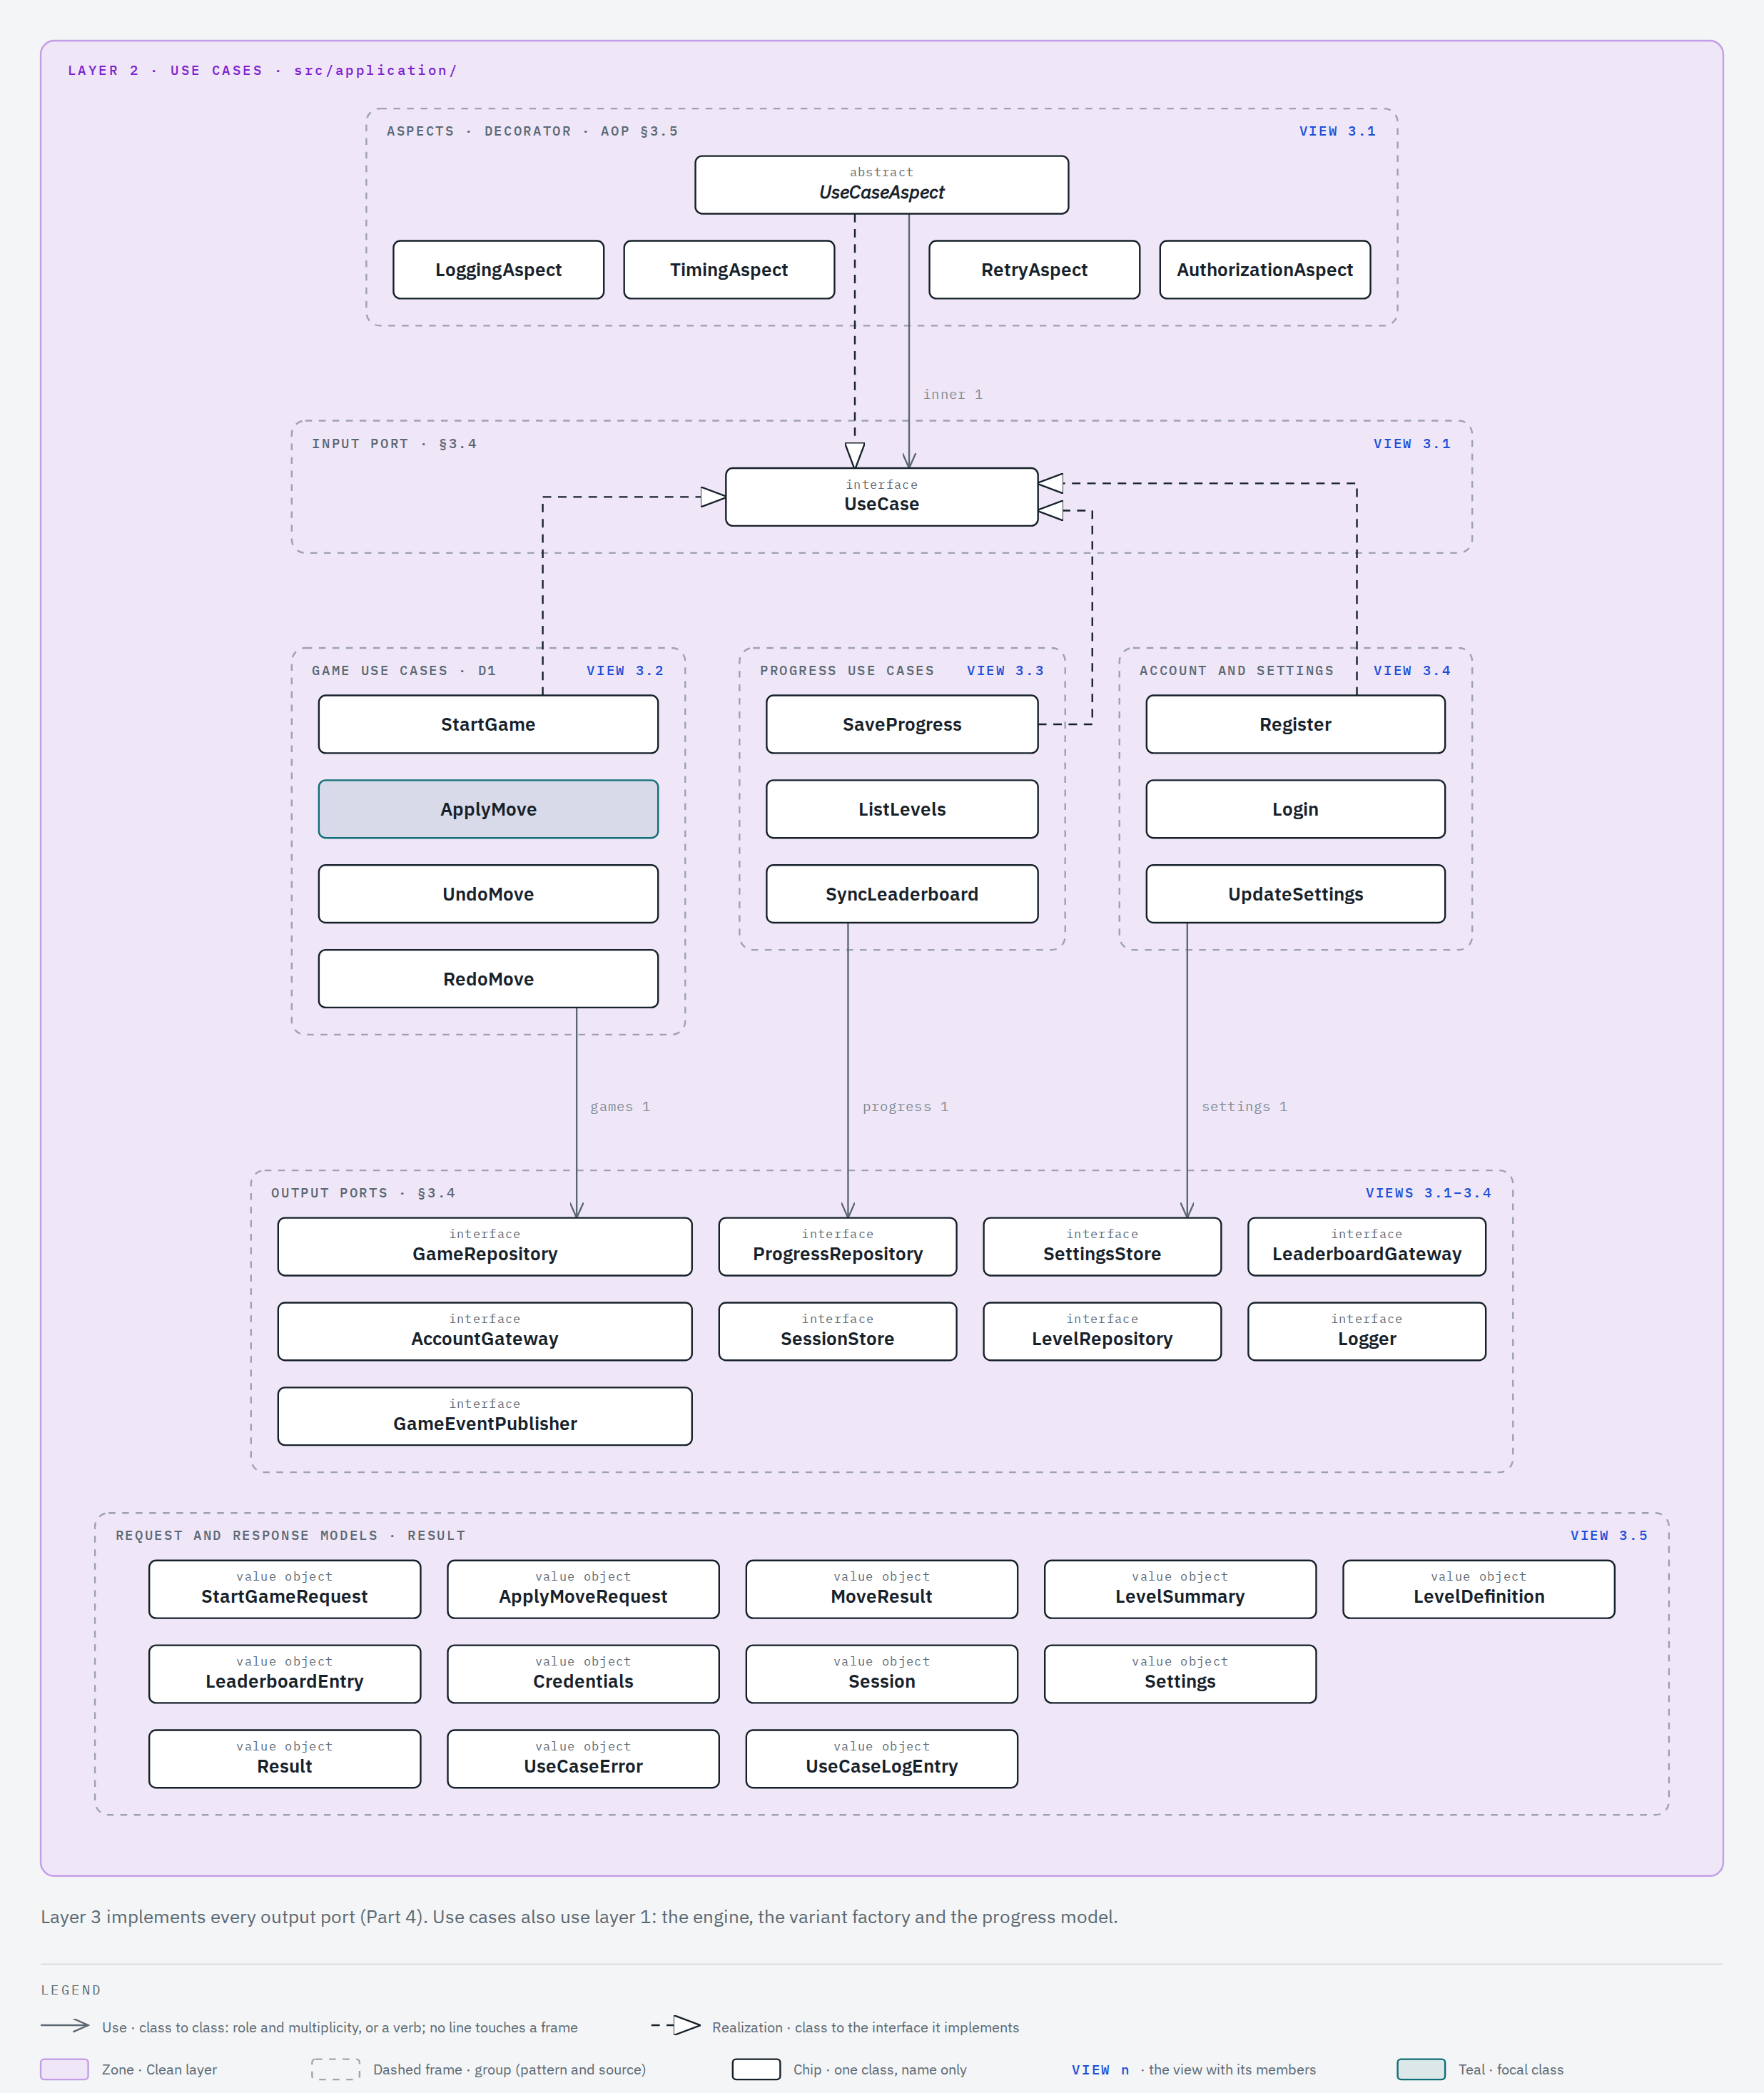 LAYER 2 · USE CASES · src/application/
ASPECTS · DECORATOR · AOP §3.5 VIEW 3.1
abstract
UseCaseAspect
LoggingAspect TimingAspect RetryAspect AuthorizationAspect
inner 1
INPUT PORT · §3.4 VIEW 3.1
interface
UseCase
GAME USE CASES · D1 VIEW 3.2 PROGRESS USE CASES VIEW 3.3 ACCOUNT AND SETTINGS VIEW 3.4
StartGame SaveProgress Register
ApplyMove ListLevels Login
UndoMove SyncLeaderboard UpdateSettings
RedoMove
games 1 progress 1 settings 1
OUTPUT PORTS · §3.4 VIEWS 3.1–3.4
interface interface interface interface
GameRepository ProgressRepository SettingsStore LeaderboardGateway
interface interface interface interface
AccountGateway SessionStore LevelRepository Logger
interface
GameEventPublisher
REQUEST AND RESPONSE MODELS · RESULT VIEW 3.5
value object value object value object value object value object
StartGameRequest ApplyMoveRequest MoveResult LevelSummary LevelDefinition
value object value object value object value object
LeaderboardEntry Credentials Session Settings
value object value object value object
Result UseCaseError UseCaseLogEntry
Layer 3 implements every output port (Part 4). Use cases also use layer 1: the engine, the variant factory and the progress model.
LEGEND
Use · class to class: role and multiplicity, or a verb; no line touches a frame Realization · class to the interface it implements
Zone · Clean layer Dashed frame · group (pattern and source) Chip · one class, name only VIEW n · the view with its members Teal · focal class